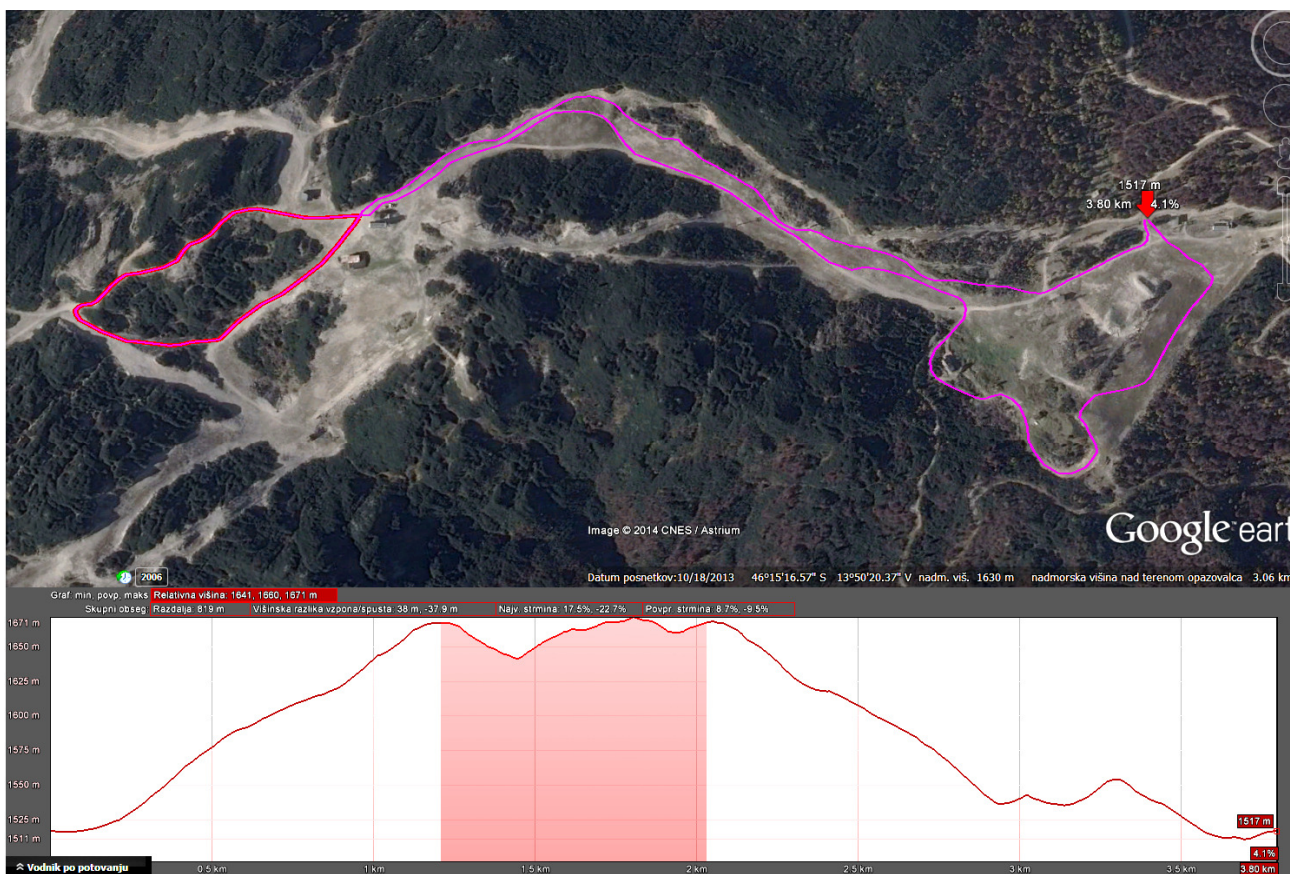 1517 m
3.80 km 4.1%
Image © 2014 CNES / Astrium
Google eart
2006
Datum posnetkov:10/18/2013 46º15'16.57" S 13º50'20.37" V nadm. viš. 1630 m nadmorska višina nad terenom opazovalca 3.06 km
Graf: min, povp, maks Relativna višina: 1641, 1660, 1671 m
Skupni obseg: Razdalja: 819 m Višinska razlika vzpona/spusta: 38 m, -37.9 m Najv. strmina: 17.5%, -22.7% Povpr. strmina: 8.7%, -9.5%
1671 m
1650 m
1625 m
1600 m
1575 m
1550 m
1525 m
1511 m
1517 m
4.1%
Vodnik po potovanju
0.5 km 1 km 1.5 km 2 km 2.5 km 3 km 3.5 km 3.80 km